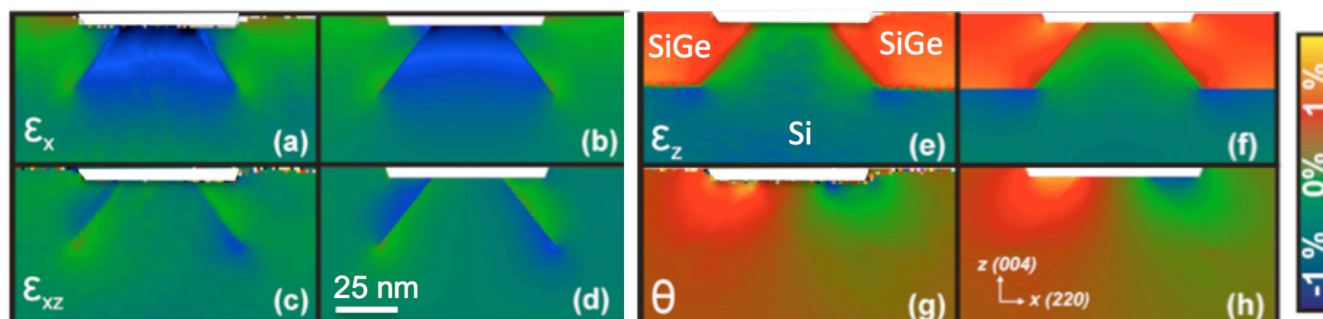 εx
(a)
(b)
SiGe
SiGe
εz
Si
(e)
(f)
εxz
(c)
25 nm
(d)
θ
(g)
z (004)
x (220)
(h)
-1 % 0% 1 %